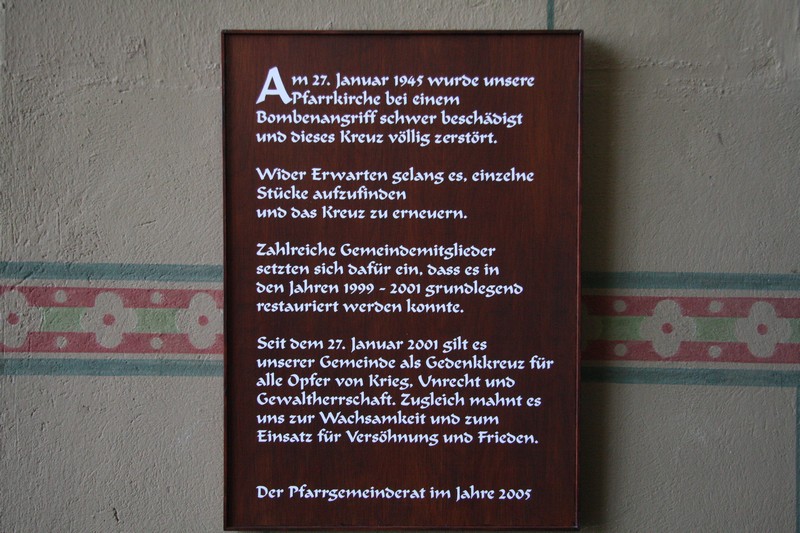 Am 27. Januar 1945 wurde unsere
Pfarrkirche bei einem
Bombenangriff schwer beschädigt
und dieses Kreuz völlig zerstört.
Wider Erwarten gelang es, einzelne
Stücke aufzufinden
und das Kreuz zu erneuern.
Zahlreiche Gemeindemitglieder
setzten sich dafür ein, dass es in
den Jahren 1999 - 2001 grundlegend
restauriert werden konnte.
Seit dem 27. Januar 2001 gilt es
unserer Gemeinde als Gedenkkreuz für
alle Opfer von Krieg, Unrecht und
Gewaltherrschaft. Zugleich mahnt es
uns zur Wachsamkeit und zum
Einsatz für Versöhnung und Frieden.
Der Pfarrgemeinderat im Jahre 2005